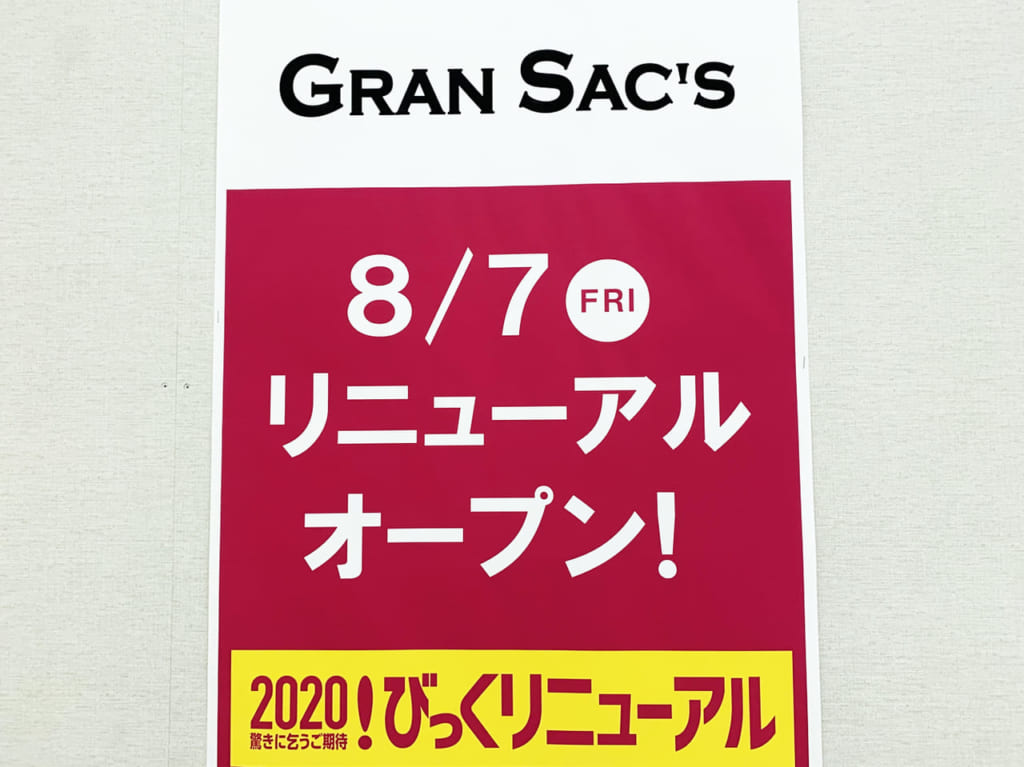 GRAN SAC'S
8/7 FRI
リニューアル
オープン!
2020!びっくリニューアル
驚きに乞うご期待